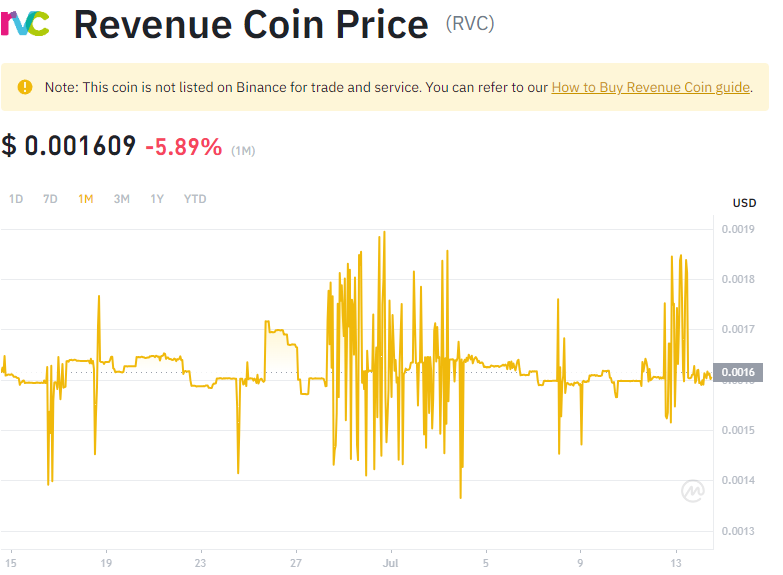 rvc Revenue Coin Price (RVC)
Note: This coin is not listed on Binance for trade and service. You can refer to our How to Buy Revenue Coin guide.
$ 0.001609 -5.89% (1M)
1D 7D 1M 3M 1Y YTD
USD
0.0019
0.0018
0.0017
0.0016
0.0015
0.0014
0.0013
15 19 23 27 Jul 5 9 13